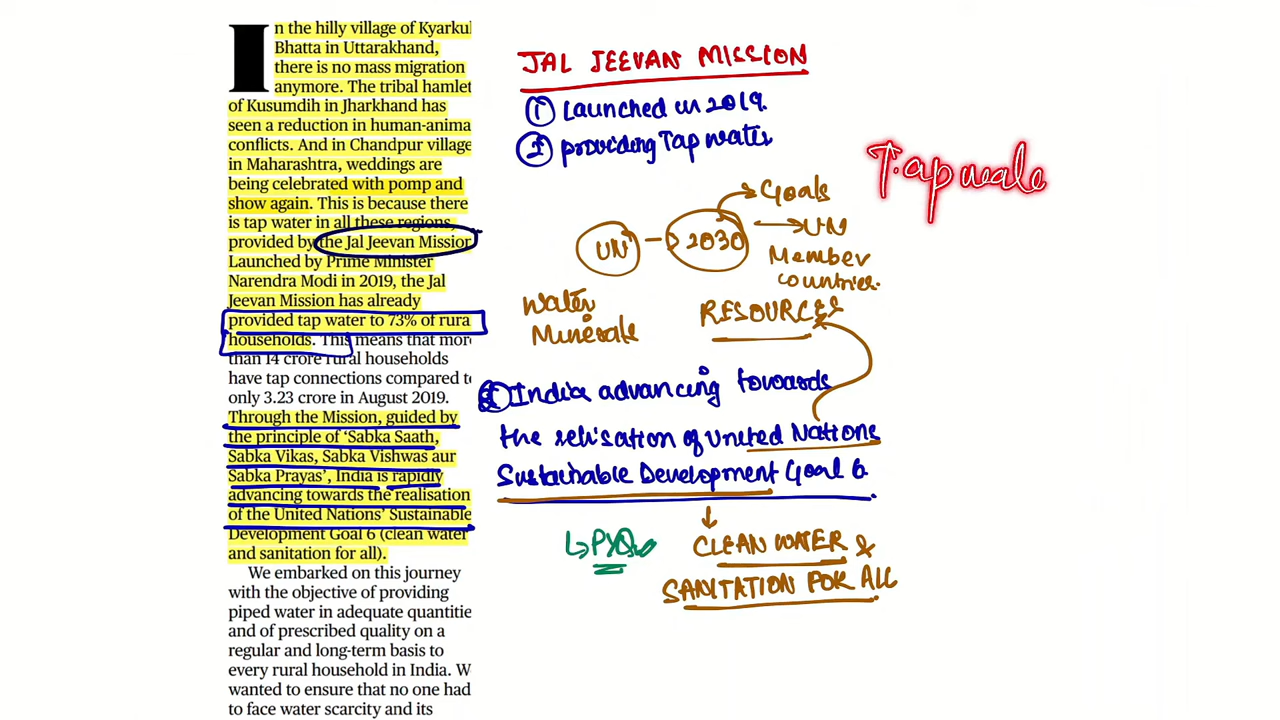 In the hilly village of Kyarkul
Bhatta in Uttarakhand,
there is no mass migration
anymore. The tribal hamlet
of Kusumdih in Jharkhand has
seen a reduction in human-anima
conflicts. And in Chandpur village
in Maharashtra, weddings are
being celebrated with pomp and
show again. This is because there
is tap water in all these regions,
provided by the Jal Jeevan Mission
Launched by Prime Minister
Narendra Modi in 2019, the Jal
Jeevan Mission has already
provided tap water to 73% of rura
households. This means that more
than 14 crore rural households
have tap connections compared to
only 3.23 crore in August 2019.
Through the Mission, guided by
the principle of ‘Sabka Saath,
Sabka Vikas, Sabka Vishwas aur
Sabka Prayas’, India is rapidly
advancing towards the realisation
of the United Nations’ Sustainable
Development Goal 6 (clean water
and sanitation for all).
We embarked on this journey
with the objective of providing
piped water in adequate quantitie
and of prescribed quality on a
regular and long-term basis to
every rural household in India. W
wanted to ensure that no one had
to face water scarcity and its
JAL JEEVAN MISSION
① Launched in 2019.
② providing Tap water
Tap wate
Goals
UN → 2030 → UN
Member
countries.
Water
Minerals
RESOURCES
India advancing towards
the relisation of United Nations
Sustainable Development Goal 6
↳ PYQ
CLEAN WATER &
SANITATION FOR ALL